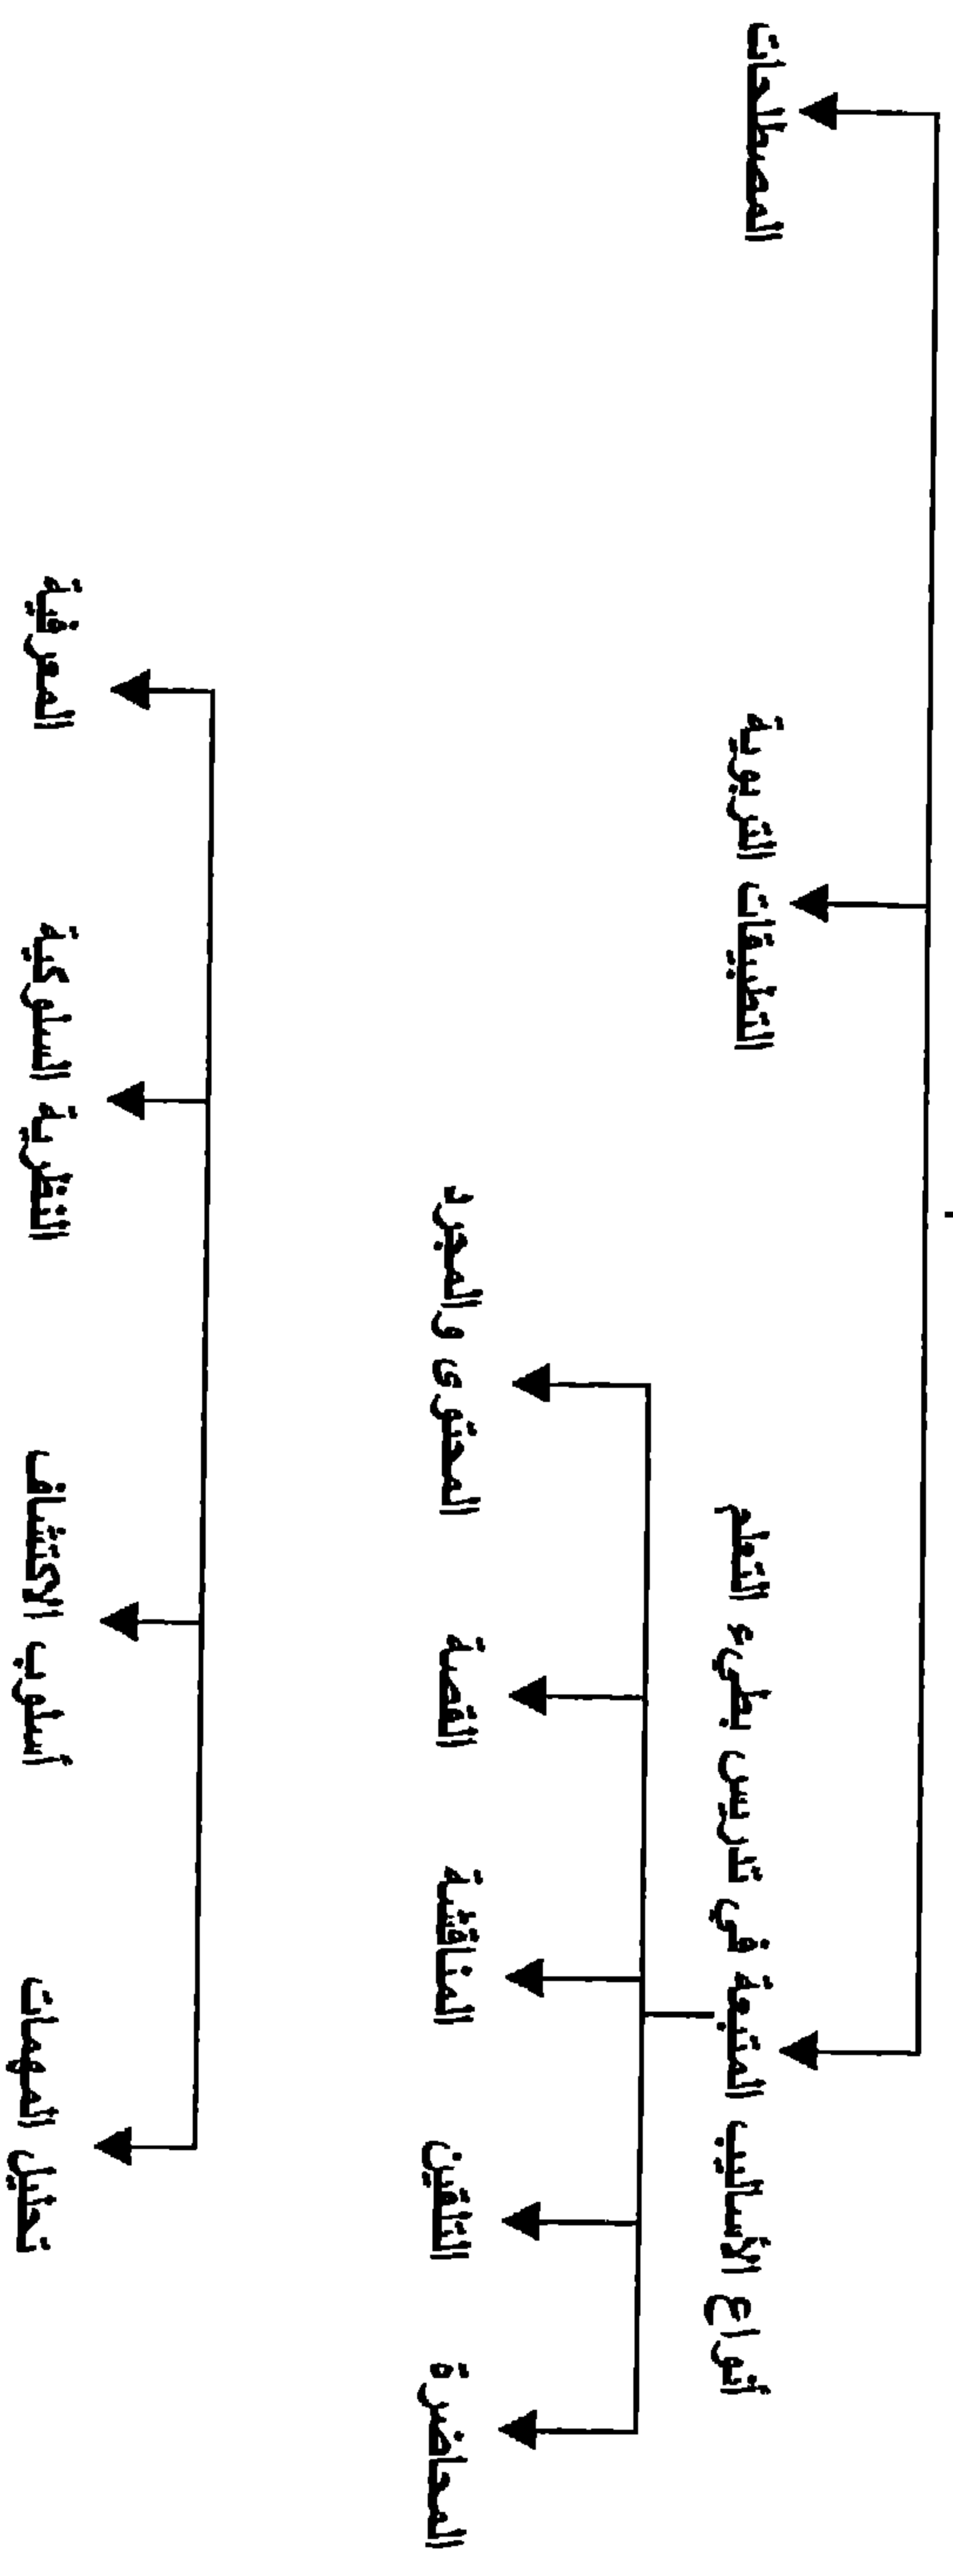 أنواع الأساليب المتبعة في تدريس بطيء التعلم
التطبيقات التربوية
المصطلحات
المحاضرة
التلقين
المناقشة
القصة
المحتوى والمجرد
تحليل المهمات
أسلوب الاكتشاف
النظرية السلوكية
المعرفية